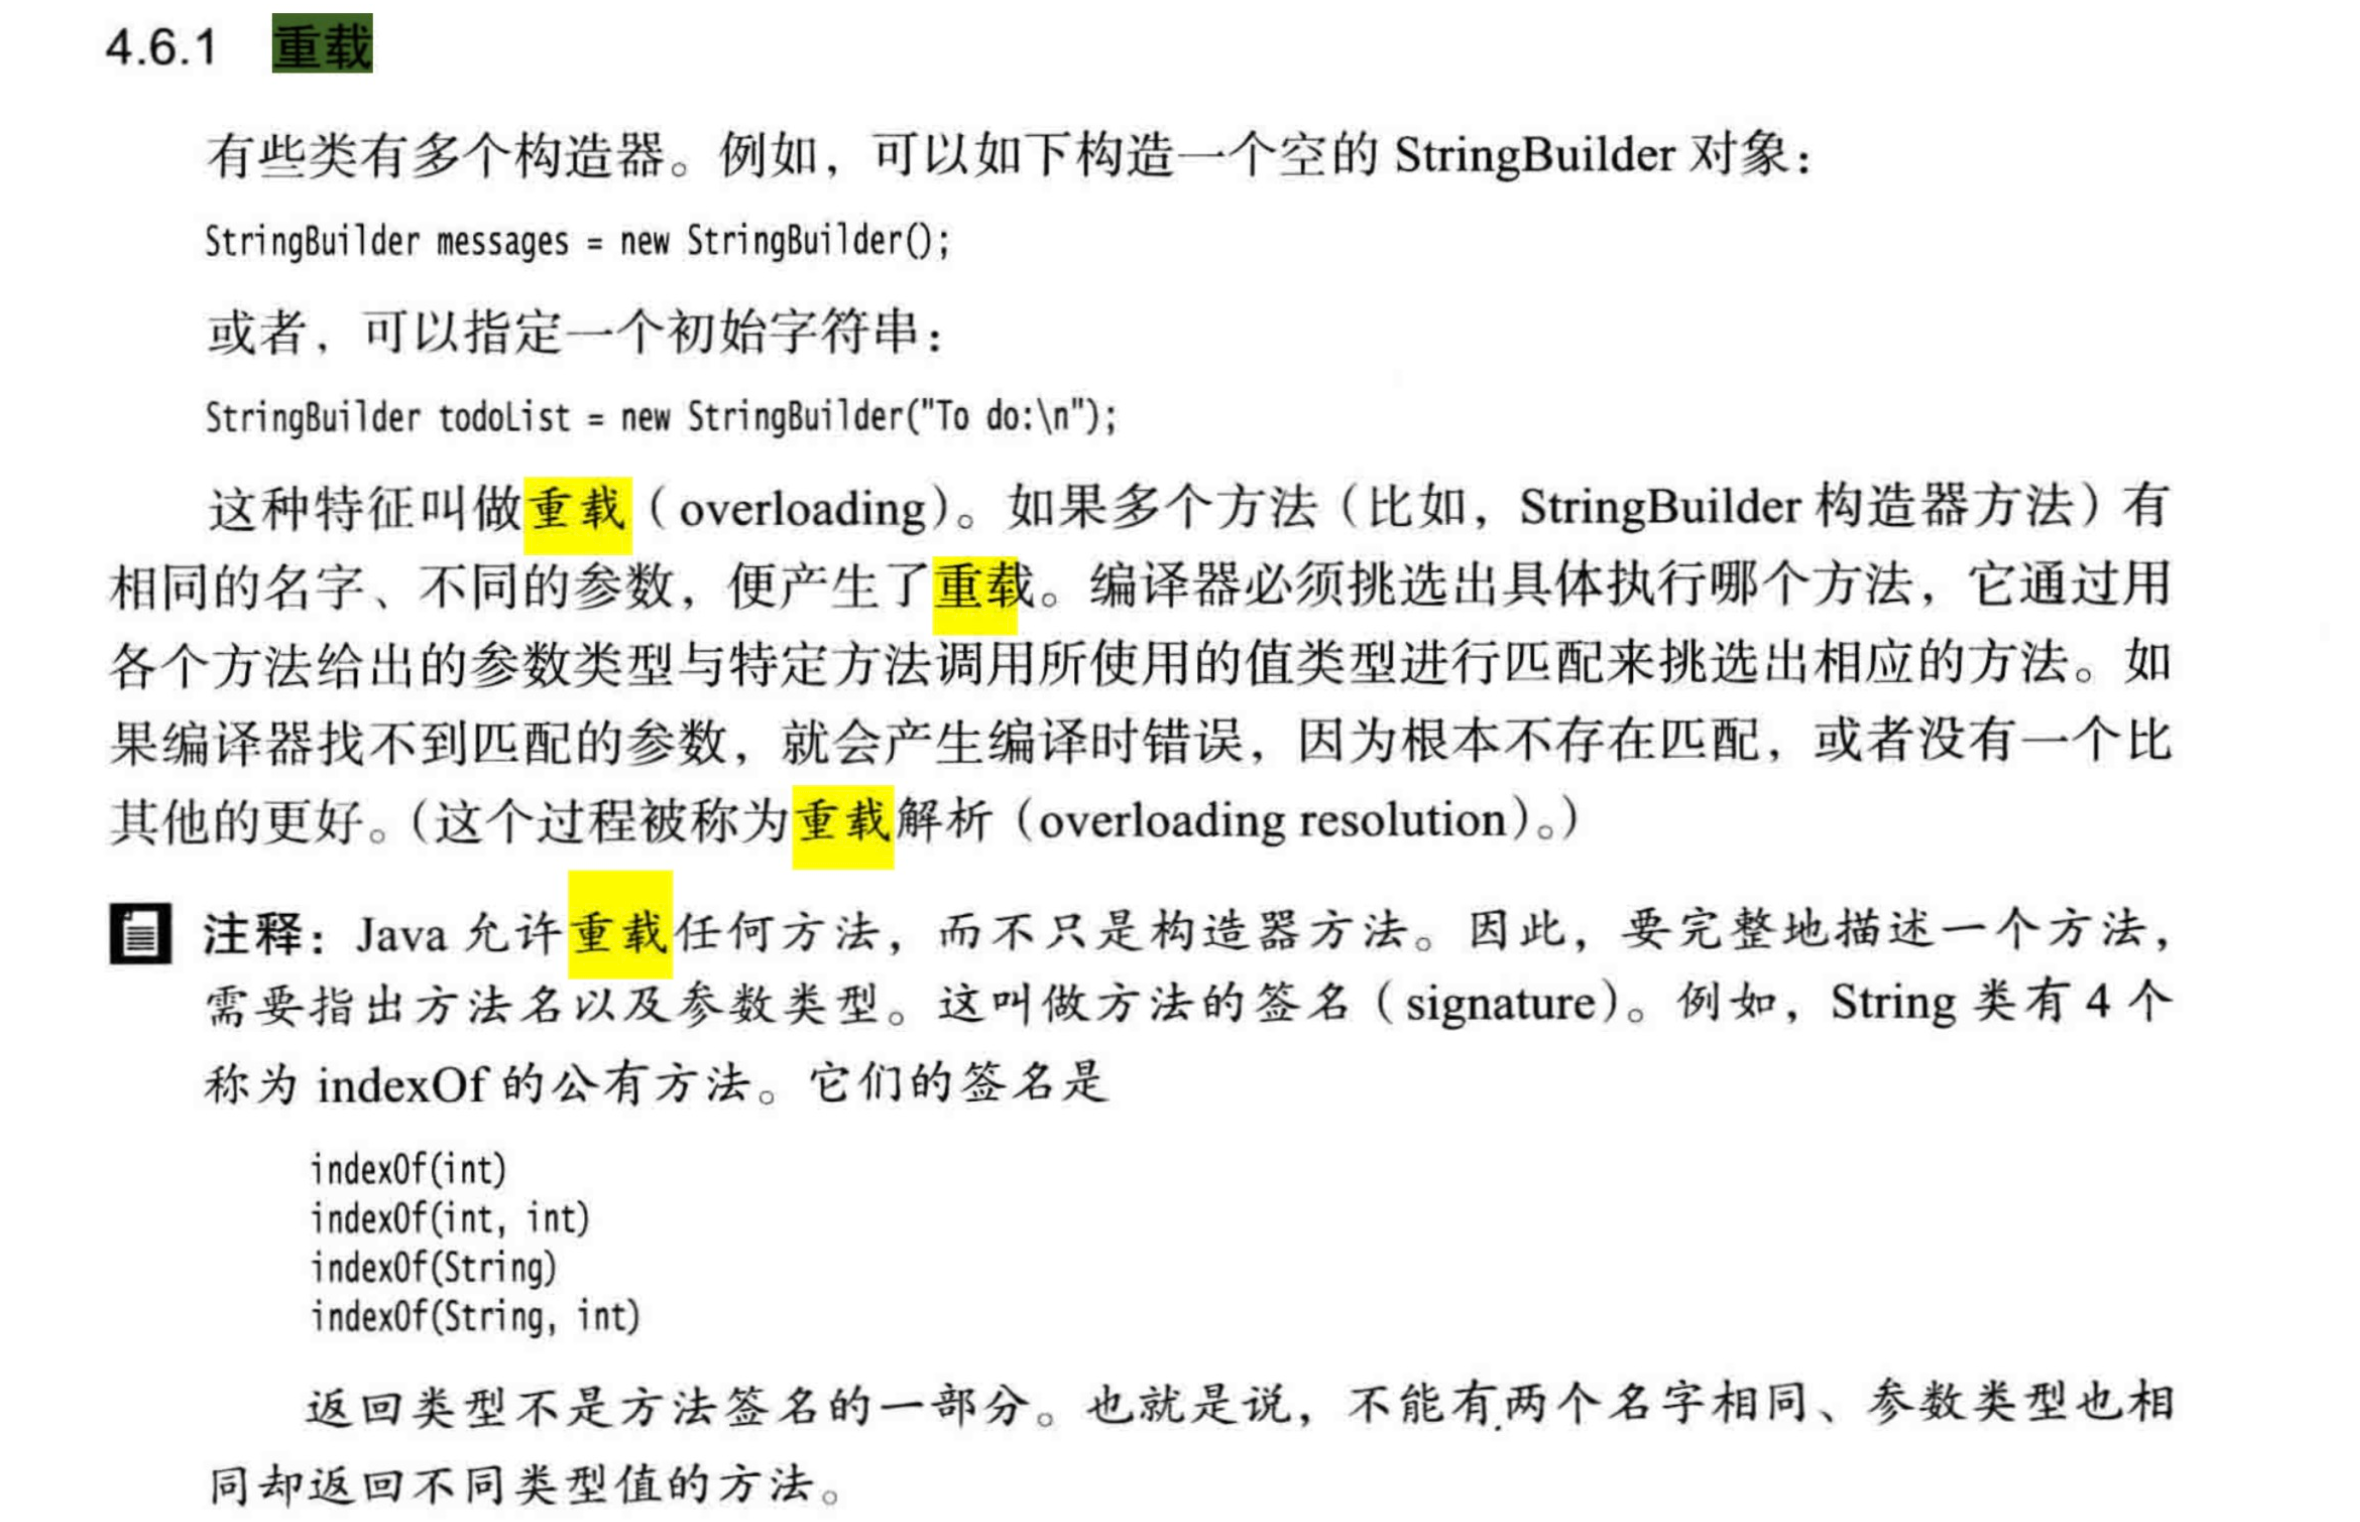 4.6.1 重载
有些类有多个构造器。例如，可以如下构造一个空的 StringBuilder 对象：
StringBuilder messages = new StringBuilder();
或者，可以指定一个初始字符串：
StringBuilder todoList = new StringBuilder("To do:\n");
这种特征叫做重载（overloading）。如果多个方法（比如，StringBuilder 构造器方法）有
相同的名字、不同的参数，便产生了重载。编译器必须挑选出具体执行哪个方法，它通过用
各个方法给出的参数类型与特定方法调用所使用的值类型进行匹配来挑选出相应的方法。如
果编译器找不到匹配的参数，就会产生编译时错误，因为根本不存在匹配，或者没有一个比
其他的更好。（这个过程被称为重载解析（overloading resolution）。）
注释：Java 允许重载任何方法，而不只是构造器方法。因此，要完整地描述一个方法，
需要指出方法名以及参数类型。这叫做方法的签名（signature）。例如，String 类有 4 个
称为 indexOf 的公有方法。它们的签名是
indexOf(int)
indexOf(int, int)
indexOf(String)
indexOf(String, int)
返回类型不是方法签名的一部分。也就是说，不能有两个名字相同、参数类型也相
同却返回不同类型值的方法。